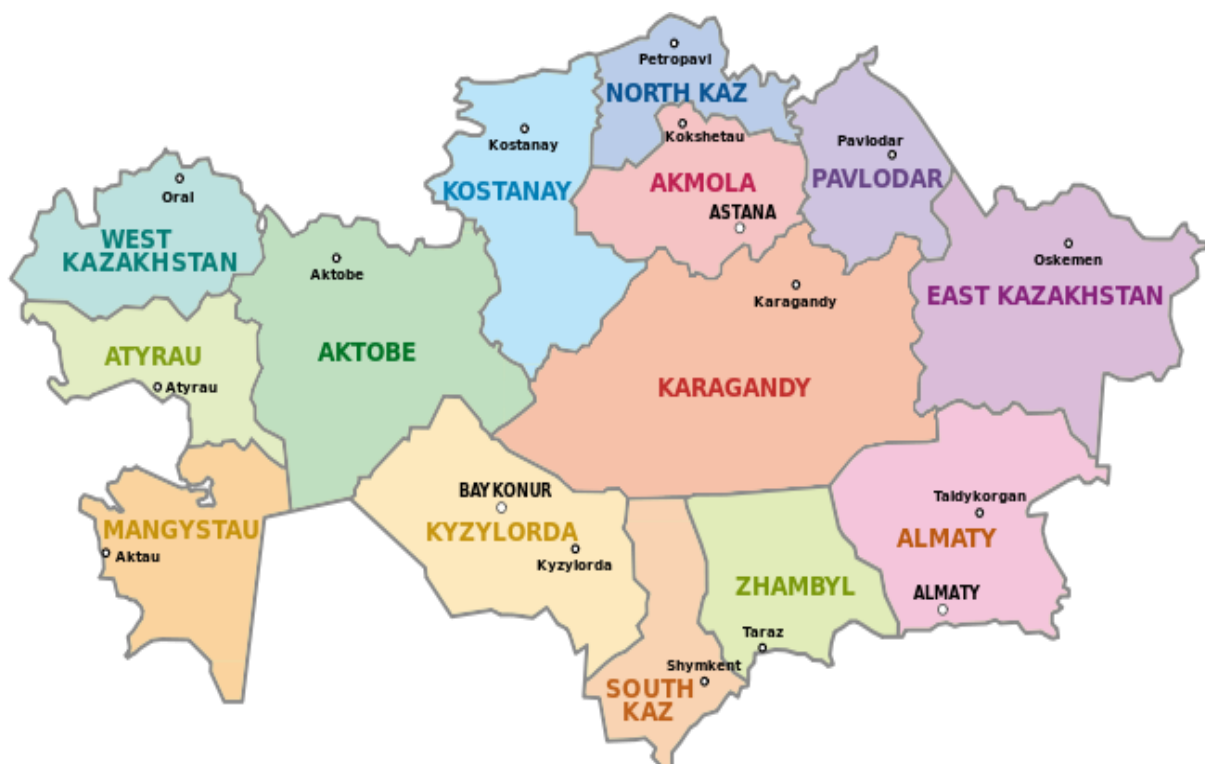 Petropavl
NORTH KAZ
Kostanay
Kokshetau
Pavlodar
KOSTANAY
AKMOLA
PAVLODAR
Oral
ASTANA
WEST
KAZAKHSTAN
Aktobe
Karagandy
Oskemen
EAST KAZAKHSTAN
ATYRAU
Atyrau
AKTOBE
KARAGANDY
BAYKONUR
KYZYLORDA
Kyzylorda
MANGYSTAU
Aktau
Taldykorgan
ALMATY
ALMATY
ZHAMBYL
Taraz
Shymkent
SOUTH
KAZ